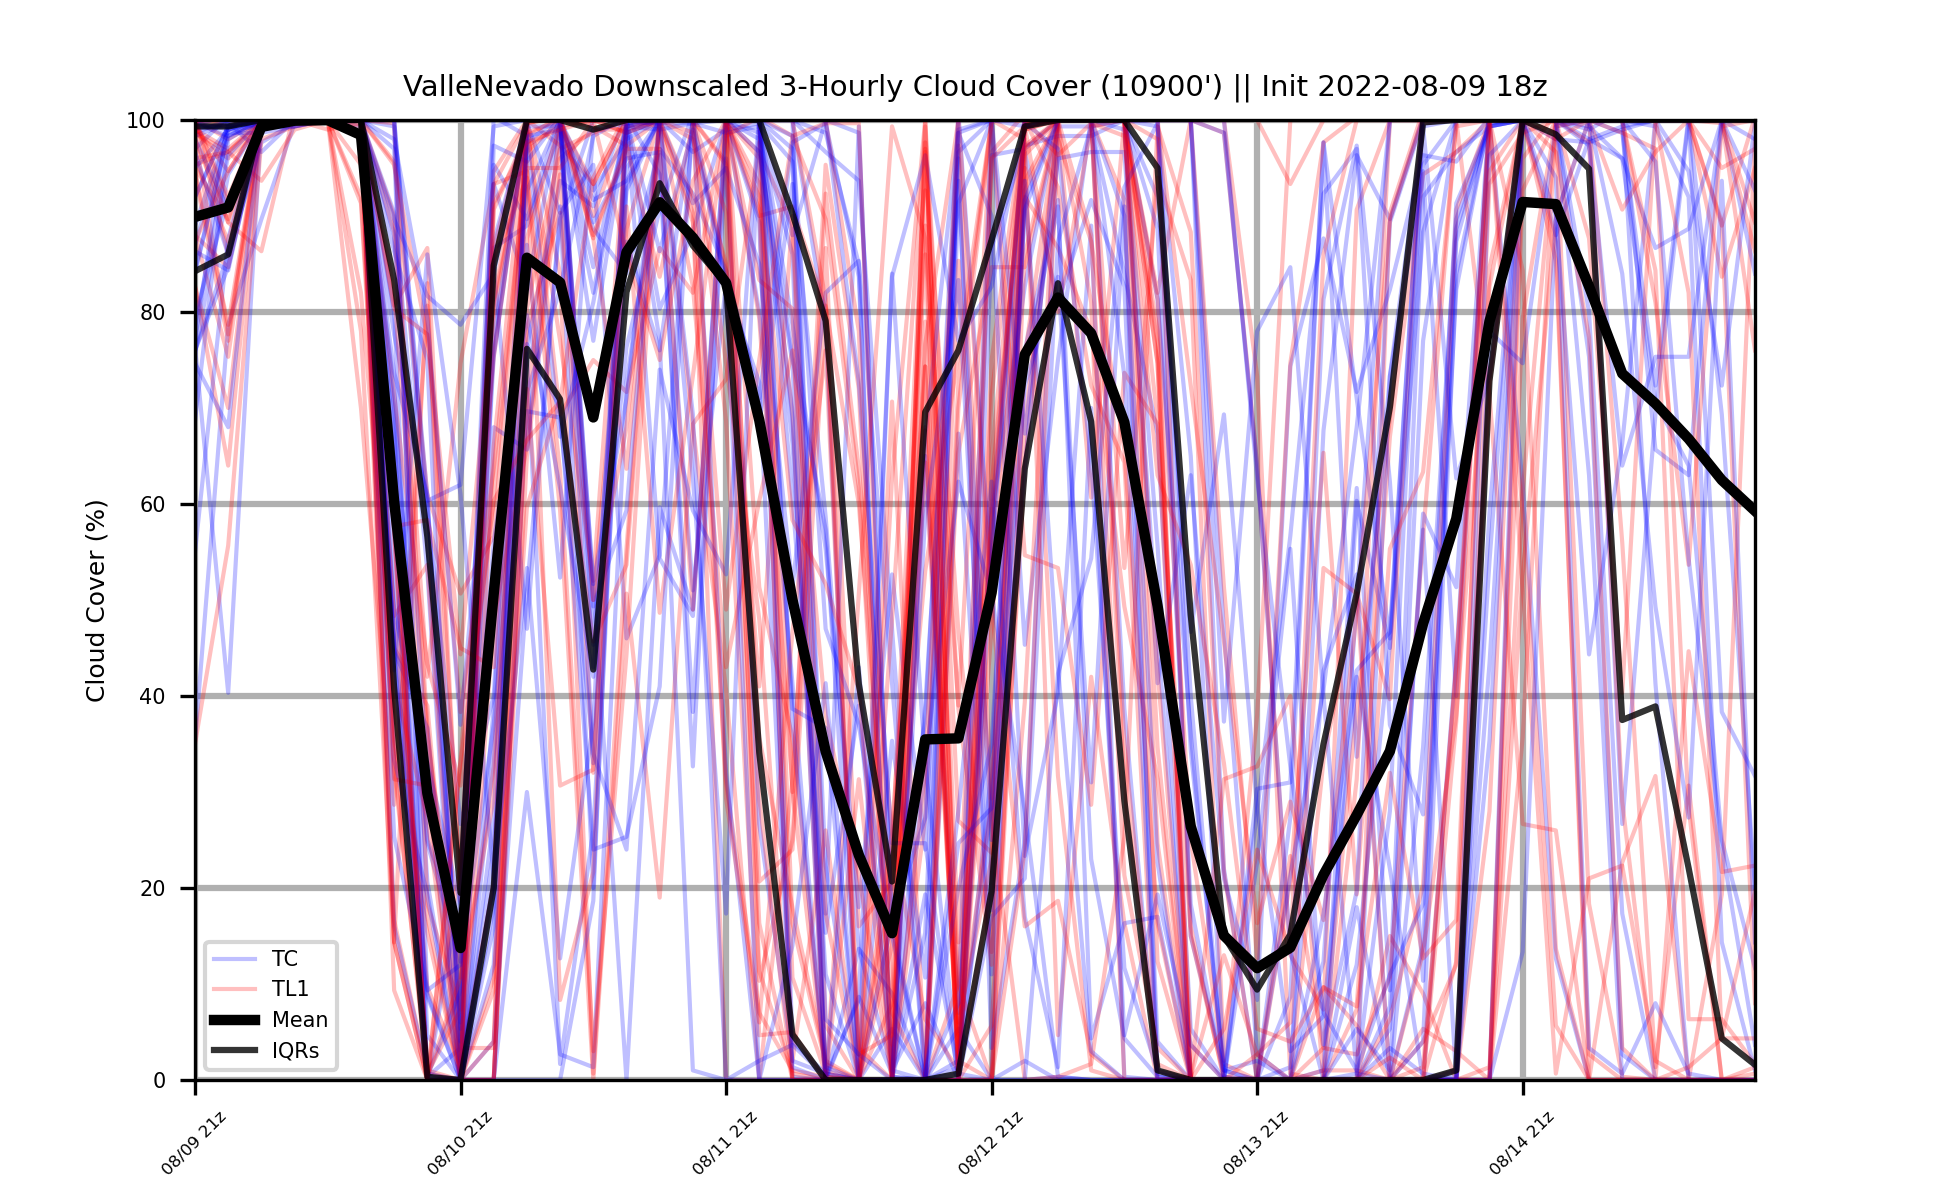 ValleNevado Downscaled 3-Hourly Cloud Cover (10900') || Init 2022-08-09 18z
Cloud Cover (%)
100
80
60
40
20
0
TC
TL1
Mean
IQRs
08/09 21z
08/10 21z
08/11 21z
08/12 21z
08/13 21z
08/14 21z